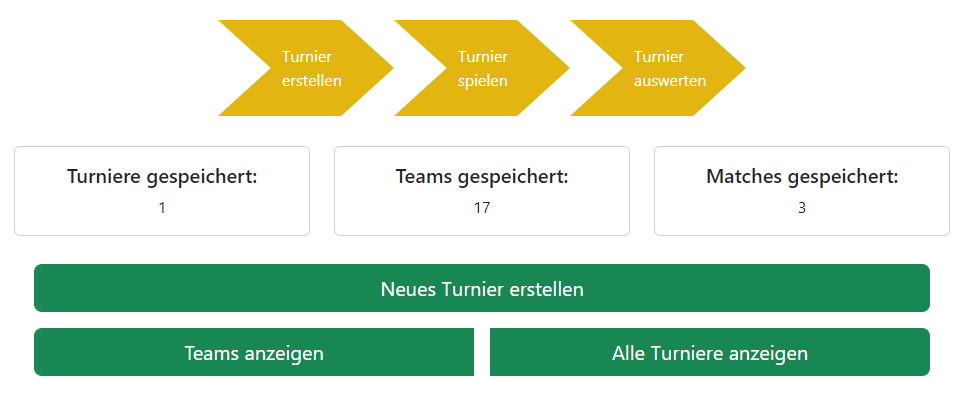 Turnier
erstellen
Turnier
spielen
Turnier
auswerten
Turniere gespeichert:
1
Teams gespeichert:
17
Matches gespeichert:
3
Neues Turnier erstellen
Teams anzeigen
Alle Turniere anzeigen